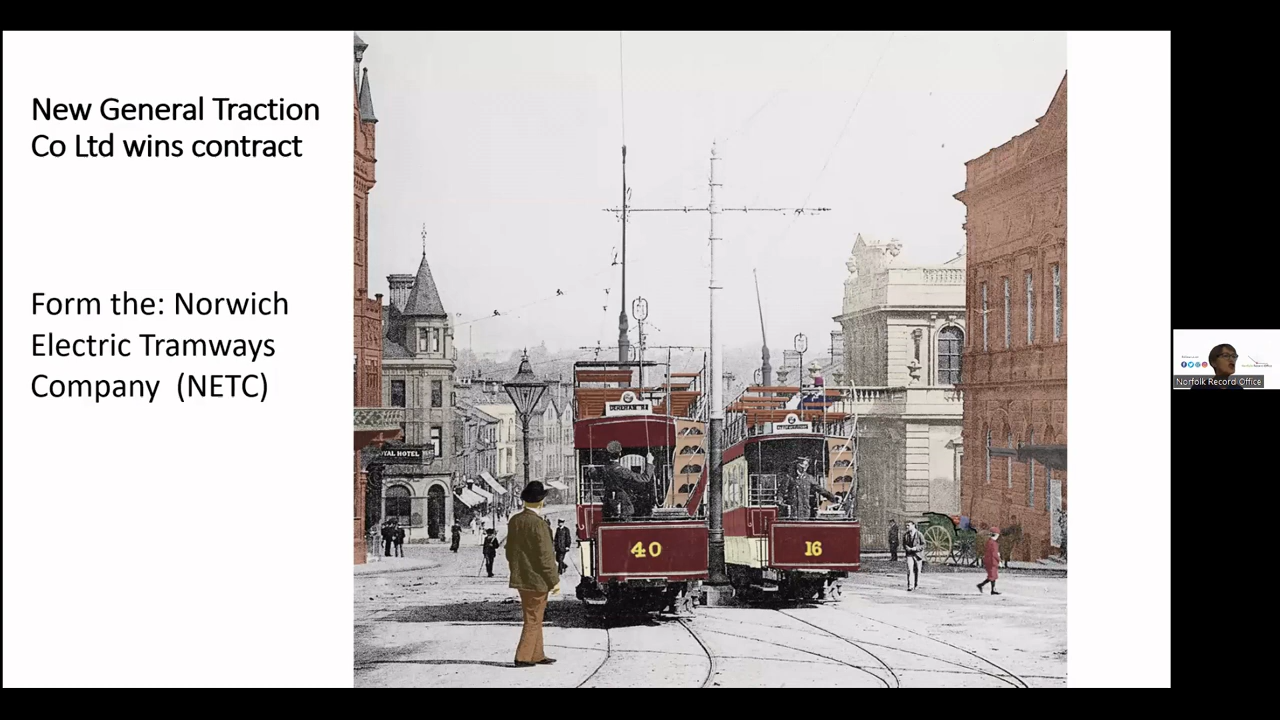 New General Traction
Co Ltd wins contract
Form the: Norwich
Electric Tramways
Company  (NETC)
YAL HOTEL
40
16
Norfolk Record Office